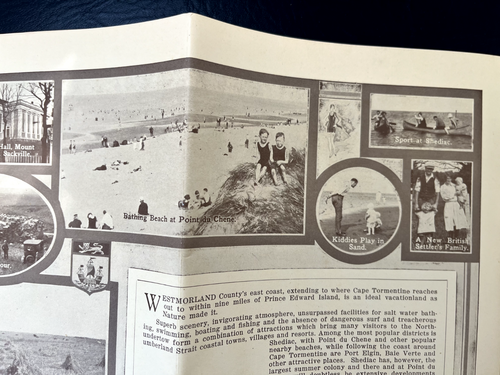 Hall, Mount
Sackville.
Bathing Beach at Point du Chene.
Sport at Shediac.
Kiddies Play in
Sand.
A New British
Settler's Family.
our.
WESTMORLAND County's east coast, extending to where Cape Tormentine reaches
out to within nine miles of Prince Edward Island, is an ideal vacationland as
Nature made it.
Superb scenery, invigorating atmosphere, unsurpassed facilities for salt water bath-
ing, swimming, boating and fishing and the absence of dangerous surf and treacherous
undertow form a combination of attractions which bring many visitors to the North-
umberland Strait coastal towns, villages and resorts. Among the most popular districts is
Shediac, with Point du Chene and other popular
nearby beaches, while following the coast around
Cape Tormentine are Port Elgin, Baie Verte and
other attractive places. Shediac has, however, the
largest summer colony and there and at Point du
will doubtless be extensive developments